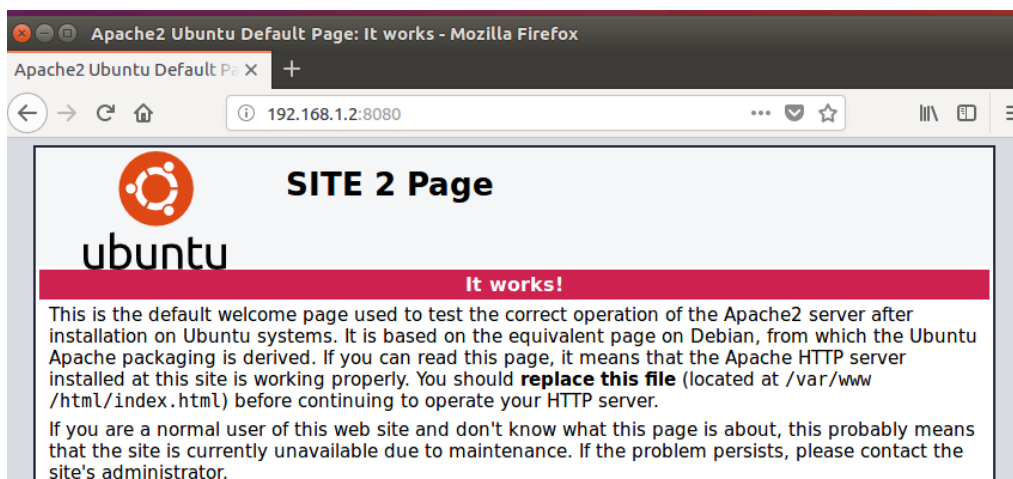 Apache2 Ubuntu Default Page: It works - Mozilla Firefox
Apache2 Ubuntu Default Pa
192.168.1.2:8080
SITE 2 Page
ubuntu
It works!
This is the default welcome page used to test the correct operation of the Apache2 server after
installation on Ubuntu systems. It is based on the equivalent page on Debian, from which the Ubuntu
Apache packaging is derived. If you can read this page, it means that the Apache HTTP server
installed at this site is working properly. You should replace this file (located at /var/www
/html/index.html) before continuing to operate your HTTP server.
If you are a normal user of this web site and don't know what this page is about, this probably means
that the site is currently unavailable due to maintenance. If the problem persists, please contact the
site's administrator.